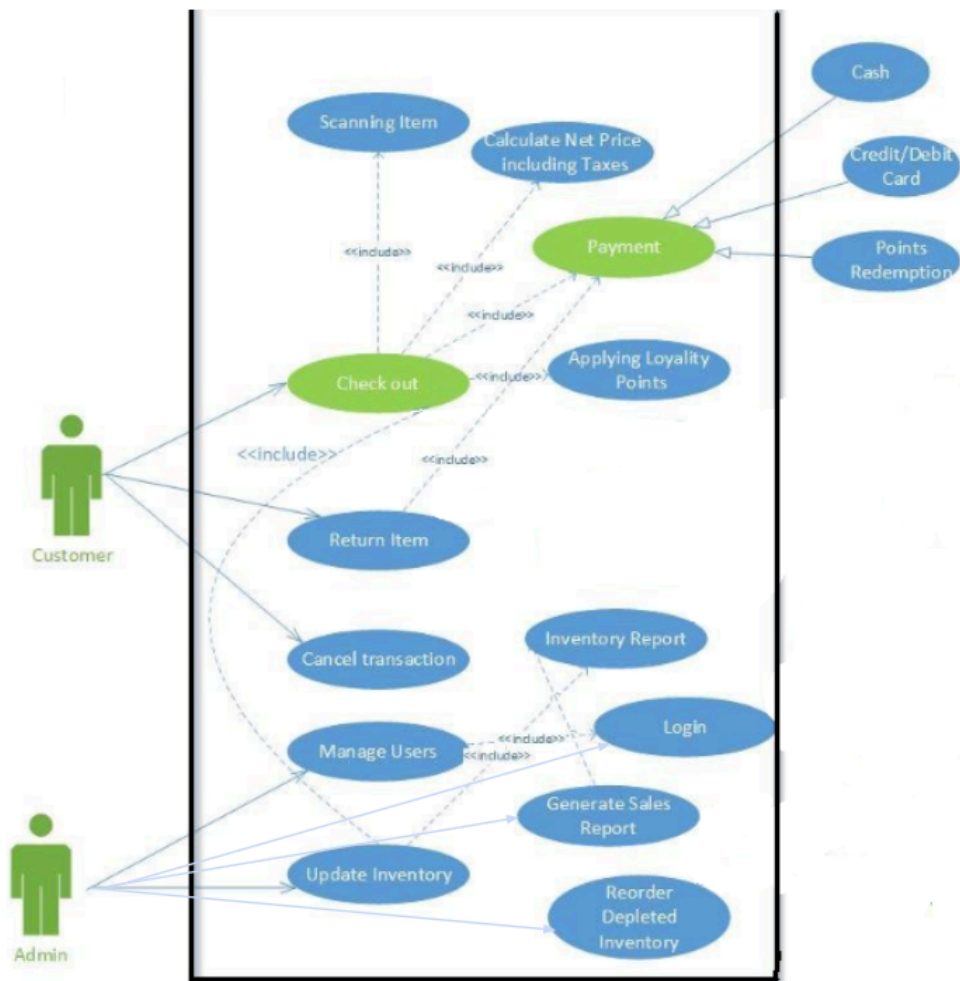 Cash
Scanning Item
Calculate Net Price
including Taxes
Credit/Debit
Card
Payment
Points
Redemption
<<include>>
<<include>>
<<include>>
Check out
<<include>>
Applying Loyality
Points
<<include>>
<<include>>
Customer
Return Item
Inventory Report
Cancel transaction
Login
Manage Users
<<include>>
<<include>>
Generate Sales
Report
Update Inventory
Reorder
Depleted
Inventory
Admin